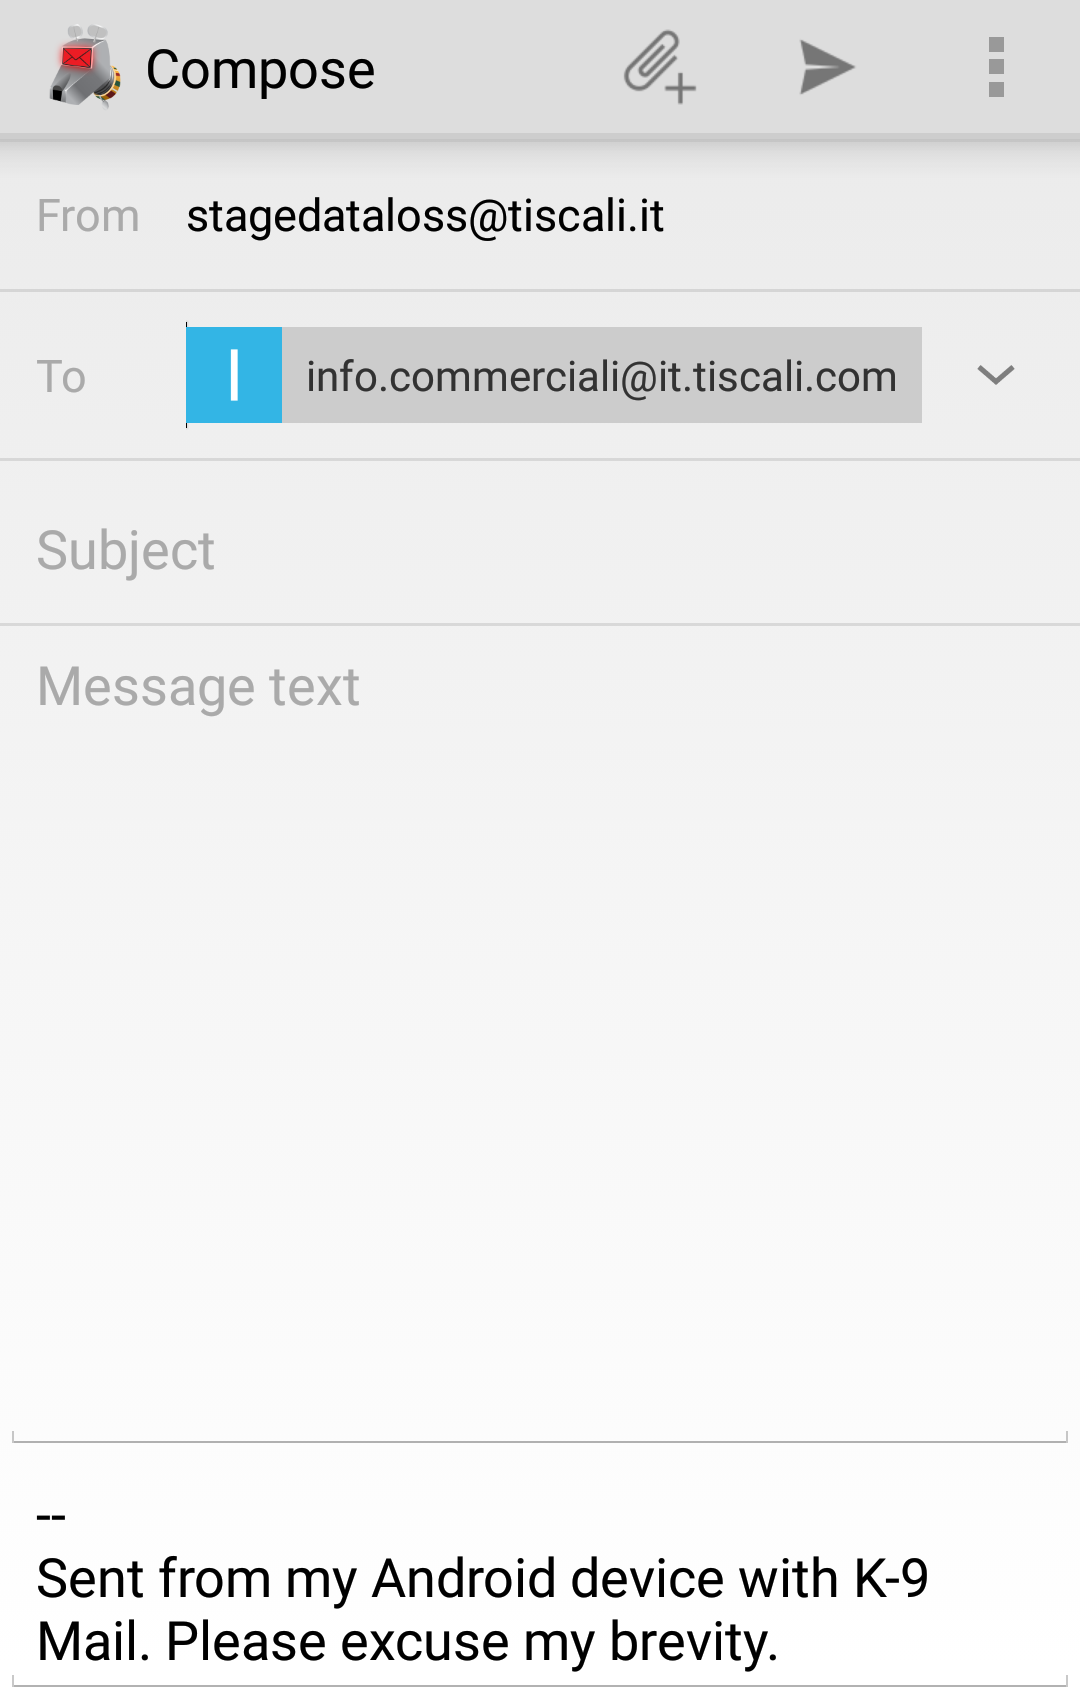 Compose
From stagedataloss@tiscali.it
To I info.commerciali@it.tiscali.com
Subject
Message text
--
Sent from my Android device with K-9
Mail. Please excuse my brevity.